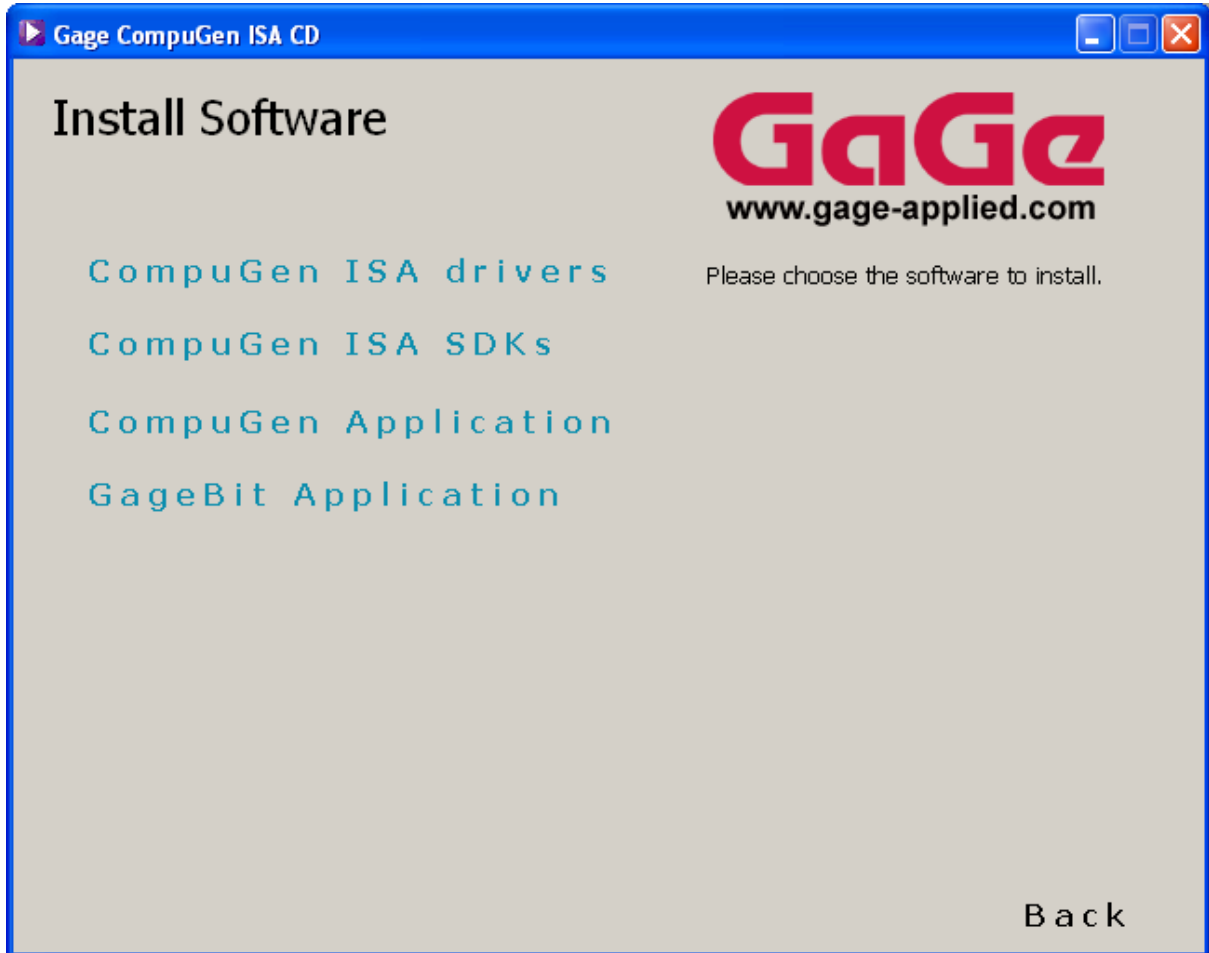 Gage CompuGen ISA CD
Install Software
GaGe
www.gage-applied.com
CompuGen ISA drivers
Please choose the software to install.
CompuGen ISA SDKs
CompuGen Application
GageBit Application
Back